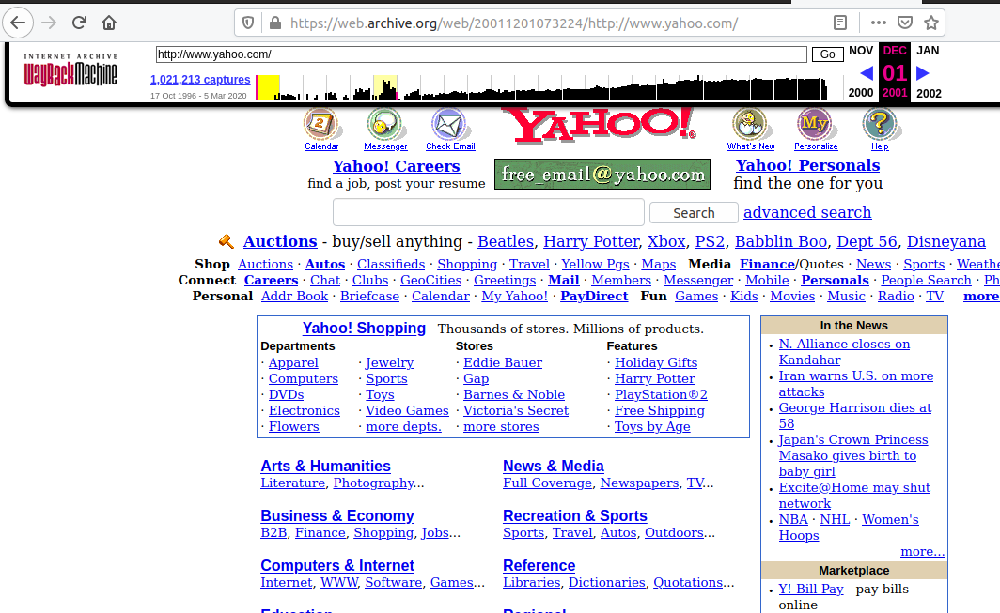 https://web.archive.org/web/20011201073224/http://www.yahoo.com/
INTERNET ARCHIVE
WayBackMachine
http://www.yahoo.com/
Go
1,021,213 captures
17 Oct 1996 - 5 Mar 2020
NOV DEC JAN
01
2000 2001 2002
2
Calendar
Messenger
Check Email
YAHOO!
What's New
My
Personalize
?
Help
Yahoo! Careers
find a job, post your resume
free_email@yahoo.com
Yahoo! Personals
find the one for you
Search advanced search
Auctions - buy/sell anything - Beatles, Harry Potter, Xbox, PS2, Babblin Boo, Dept 56, Disneyana
Shop Auctions · Autos · Classifieds · Shopping · Travel · Yellow Pgs · Maps Media Finance/Quotes · News · Sports · Weathe
Connect Careers · Chat · Clubs · GeoCities · Greetings · Mail · Members · Messenger · Mobile · Personals · People Search · Ph
Personal Addr Book · Briefcase · Calendar · My Yahoo! · PayDirect Fun Games · Kids · Movies · Music · Radio · TV more
Yahoo! Shopping Thousands of stores. Millions of products.
Departments Stores Features
· Apparel · Jewelry · Eddie Bauer · Holiday Gifts
· Computers · Sports · Gap · Harry Potter
· DVDs · Toys · Barnes & Noble · PlayStation®2
· Electronics · Video Games · Victoria's Secret · Free Shipping
· Flowers · more depts. · more stores · Toys by Age
Arts & Humanities
Literature, Photography...
News & Media
Full Coverage, Newspapers, TV...
Business & Economy
B2B, Finance, Shopping, Jobs...
Recreation & Sports
Sports, Travel, Autos, Outdoors...
Computers & Internet
Internet, WWW, Software, Games...
Reference
Libraries, Dictionaries, Quotations...
Education
Regional
In the News
• N. Alliance closes on
Kandahar
• Iran warns U.S. on more
attacks
• George Harrison dies at
58
• Japan's Crown Princess
Masako gives birth to
baby girl
• Excite@Home may shut
network
• NBA · NHL · Women's
Hoops
more...
Marketplace
• Y! Bill Pay - pay bills
online